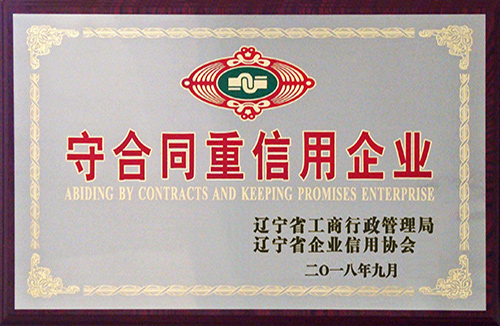 守合同重信用企业
ABIDING BY CONTRACTS AND KEEPING PROMISES ENTERPRISE
辽宁省工商行政管理局
辽宁省企业信用协会
二〇一八年九月